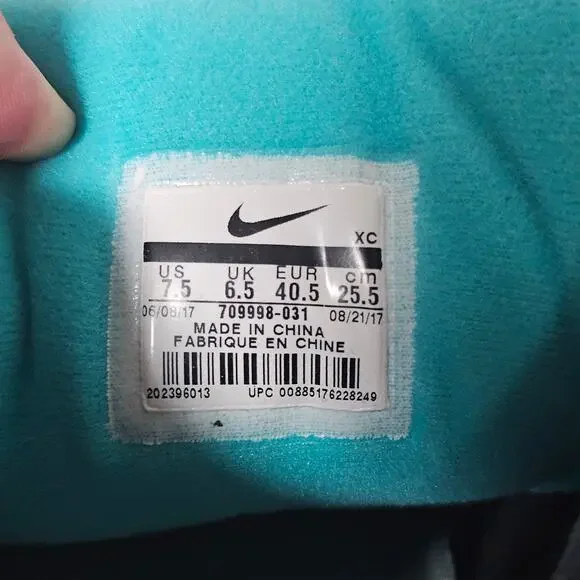 XC
US UK EUR cm
7.5 6.5 40.5 25.5
06/08/17 709998-031 08/21/17
MADE IN CHINA
FABRIQUE EN CHINE
202396013 UPC 00885176228249